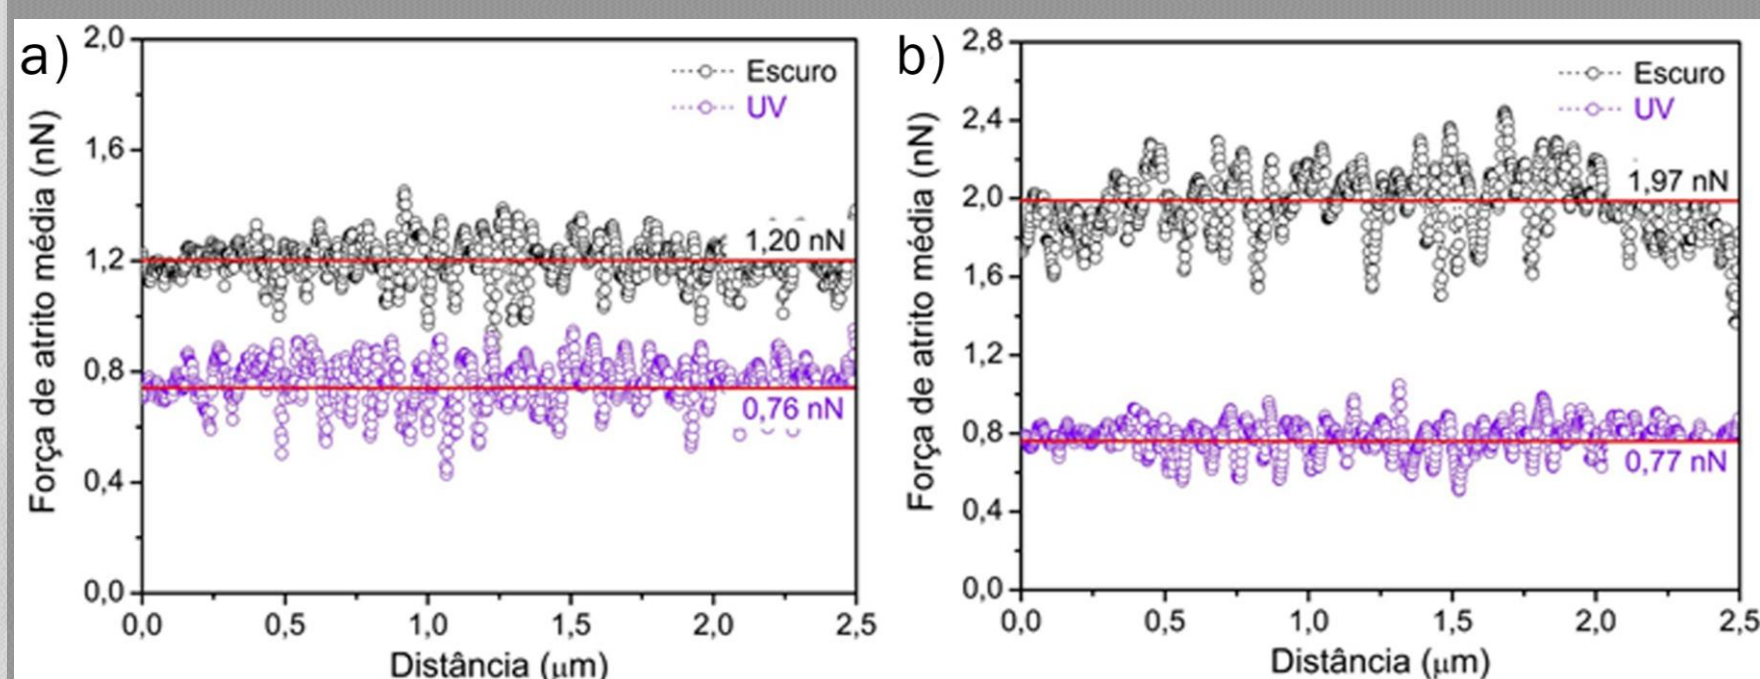 a)
2,0
1,6
1,2
0,8
0,4
0,0
Força de atrito média (nN)
Escuro
UV
1,20 nN
0,76 nN
0,0 0,5 1,0 1,5 2,0 2,5
Distância (μm)
b)
2,8
2,4
2,0
1,6
1,2
0,8
0,4
0,0
Força de atrito média (nN)
Escuro
UV
1,97 nN
0,77 nN
0,0 0,5 1,0 1,5 2,0 2,5
Distância (μm)